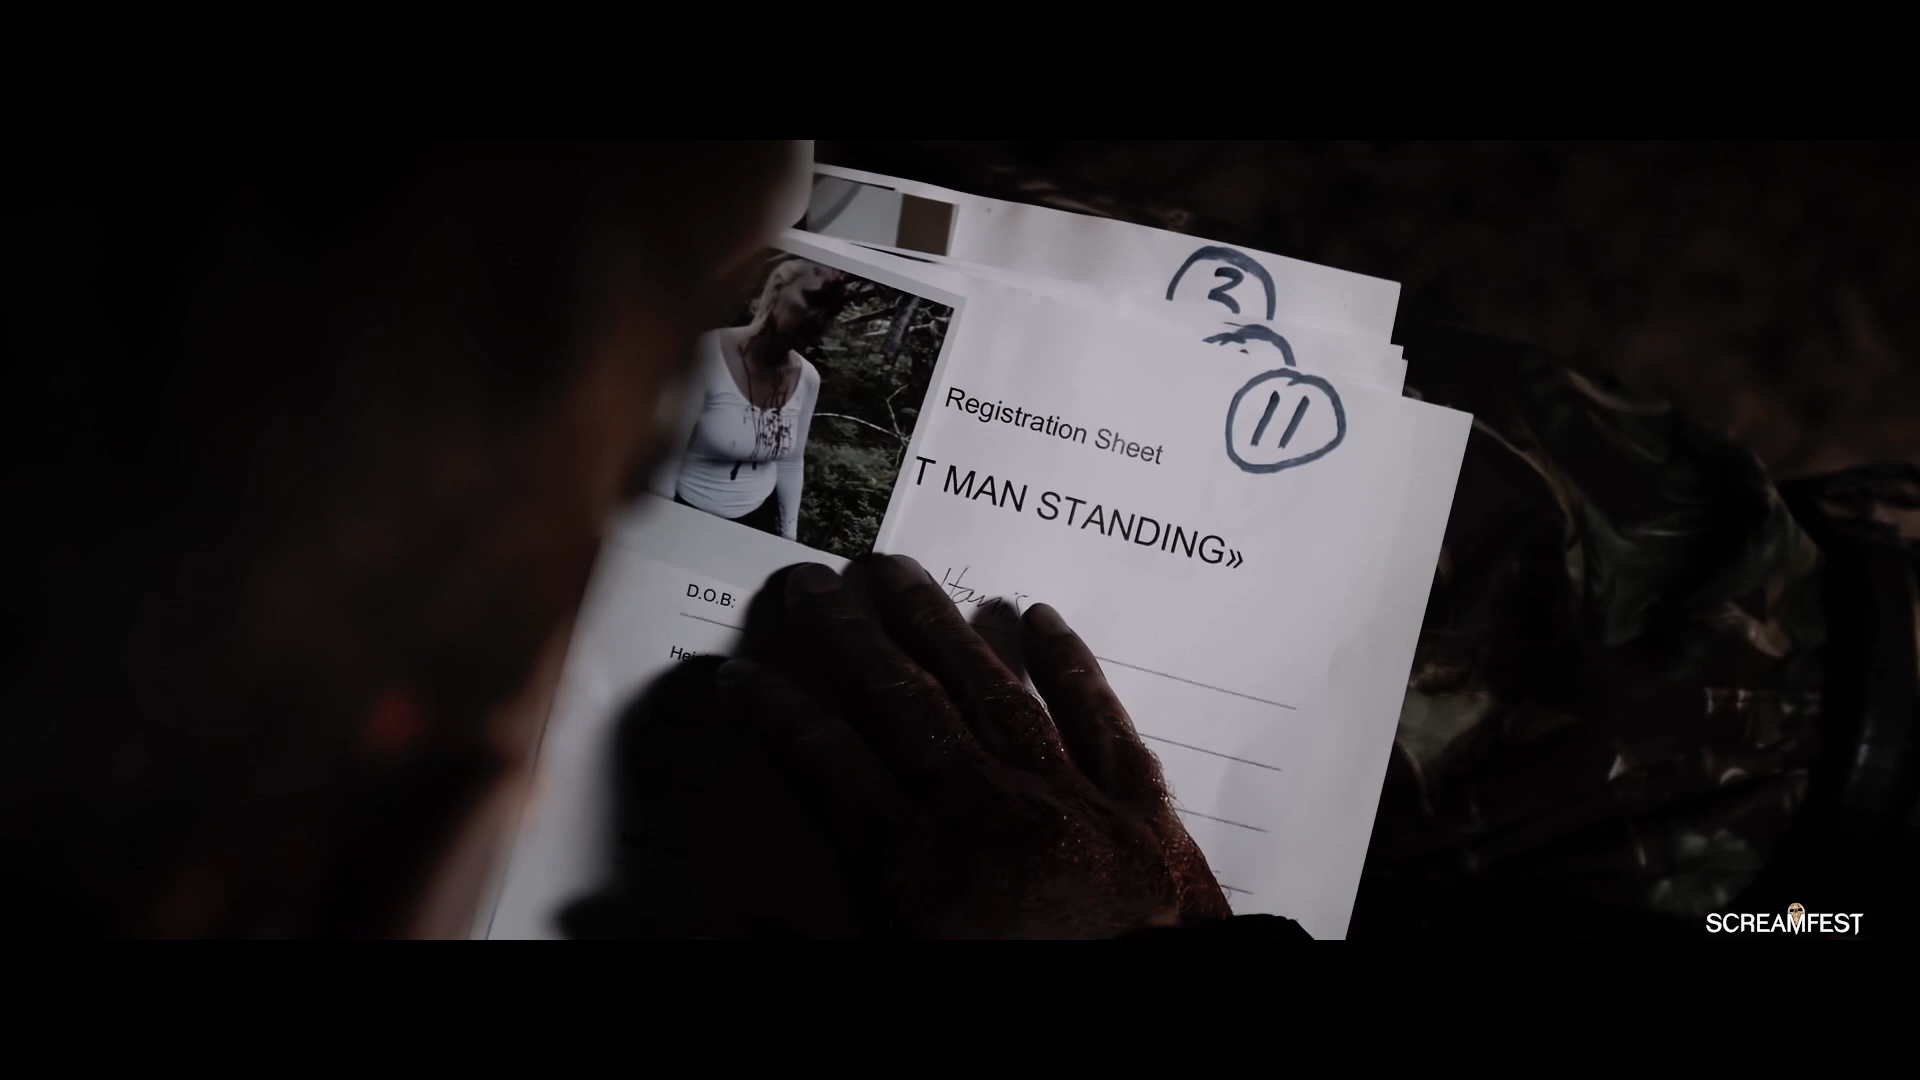 2
11
Registration Sheet
T MAN STANDING»
D.O.B:
SCREAMFEST